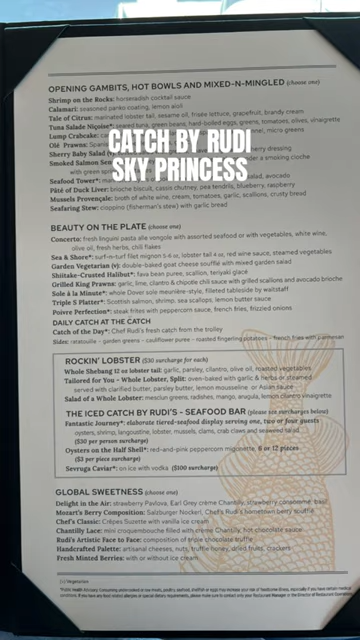 OPENING GAMBITS, HOT BOWLS AND MIXED-N-MINGLED (choose one)
Shrimp on the Rocks: horseradish cocktail sauce
Calamari: seasoned panko coating, lemon aioli
Tale of Citrus: marinated lobster tail, sesame oil, frisée lettuce, grapefruit, brandy cream
Tuna Salade Niçoise*: seared tuna, green beans, hard-boiled eggs, greens, tomatoes, olives, vinaigrette
Lump Crabcake: micro greens
Olé Prawns:
CATCH BY RUDI
Sherry Baby Salad dressing
SKY PRINCESS
Smoked Salmon a smoking cloche
with green
Seafood Tower*: salad, avocado
Pâté of Duck Liver: brioche biscuit, cassis chutney, pea tendrils, blueberry, raspberry
Mussels Provençale: broth of white wine, cream, tomatoes, garlic, scallions, crusty bread
Seafaring Stew: cioppino (fisherman's stew) with garlic bread
BEAUTY ON THE PLATE (choose one)
Concerto: fresh linguini pasta alle vongole with assorted seafood or with vegetables, white wine,
olive oil, fresh herbs, chili flakes
Sea & Shore*: surf-n-turf filet mignon 5-6 oz, lobster tail 4 oz, red wine sauce, steamed vegetables
Garden Vegetarian (v): double-baked goat cheese soufflé with mixed garden salad
Shiitake-Crusted Halibut*: fava bean puree, scallion, teriyaki glacé
Grilled King Prawns: garlic, lime, cilantro & chipotle chili sauce with grilled scallions and avocado brioche
Sole à la Minute*: whole Dover sole meunière-style, filleted tableside by waitstaff
Triple S Platter*: Scottish salmon, shrimp, sea scallops, lemon butter sauce
Poivre Perfection*: steak frites with peppercorn sauce, french fries, frizzled onions
DAILY CATCH AT THE CATCH
Catch of the Day*: Chef Rudi's fresh catch from the trolley
Sides: ratatouille - garden greens - cauliflower puree - roasted fingerling potatoes - french fries with parmesan
ROCKIN' LOBSTER ($30 surcharge for each)
Whole Shebang 12 oz lobster tail: garlic, parsley, cilantro, olive oil, roasted potato
Tailored for You - Whole Lobster, Split: oven-baked with garlic & herbs or steamed
served with clarified butter, parsley, lemon mousseline or Asian sauce
Salad of a Whole Lobster: mesclun greens, radishes, mango, arugula, lemon cilantro vinaigrette
THE ICED CATCH BY RUDI'S - SEAFOOD BAR (please see surcharges below)
Fantastic Journey*: elaborate tiered-seafood display serving one, two or four guests
oysters, shrimp, langoustine, lobster, mussels, clams, crab claws and seaweed salad
($30 per person surcharge)
Oysters on the Half Shell*: red-and-pink peppercorn mignonette, 6 or 12 pieces
($3 per piece surcharge)
Sevruga Caviar*: on ice with vodka ($100 surcharge)
GLOBAL SWEETNESS (choose one)
Delight in the Air: strawberry Pavlova, Earl Grey crème Chantilly, strawberry consommé, basil
Mozart's Berry Composition: Salzburger Nockerl, Chef's Rudi's hometown berry soufflé
Chef's Classic: Crêpes Suzette with vanilla ice cream
Chantilly Lace: mini croquembouche filled with crème Chantilly, hot chocolate sauce
Rudi's Artistic Face to Face: composition of triple chocolate truffle
Handcrafted Palette: artisanal cheeses, nuts, truffle honey, dried fruits, crackers
Fresh Minted Berries: with or without ice cream
(v) Vegetarian